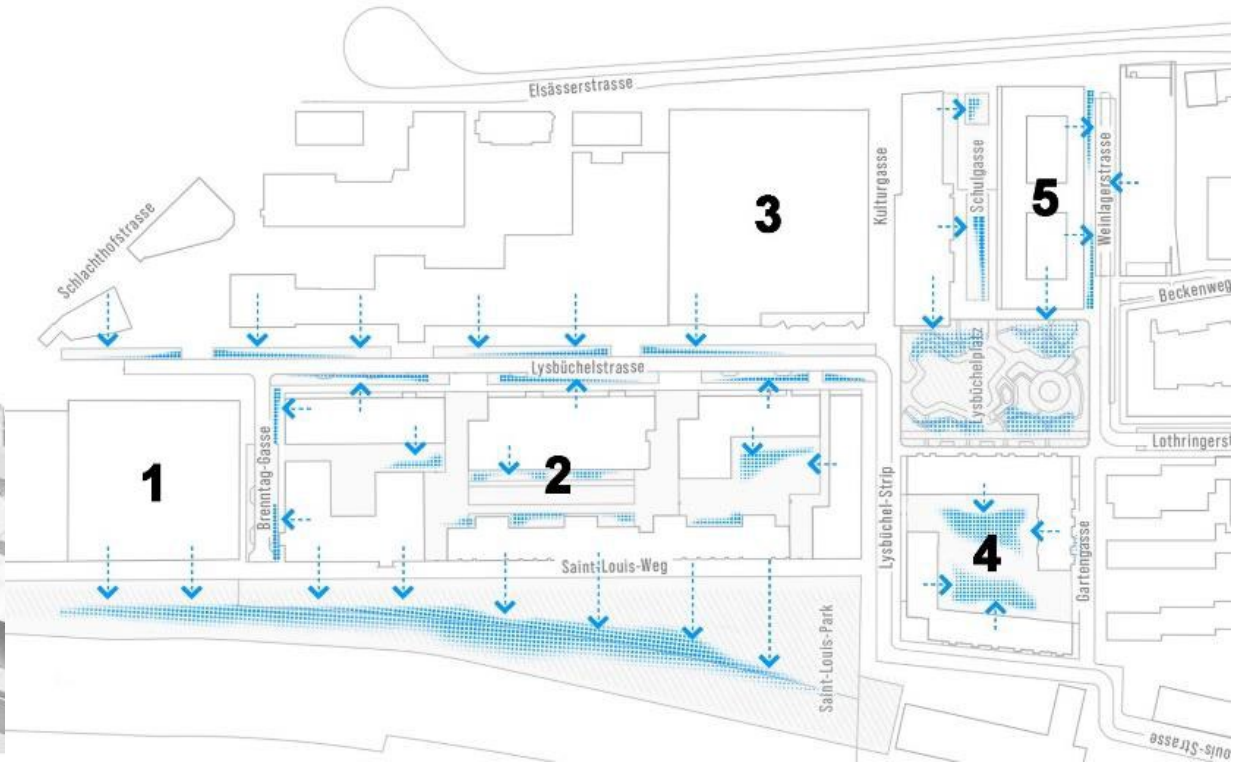 Elsässerstrasse
Schlachthofstrasse
3
Kulturgasse
Schulgasse
5
Weinlagerstrasse
Beckenweg
Lysbüchelstrasse
Lysbüchelplatz
1
Brenntag-Gasse
2
Lothringerst
Lysbüchel-Strip
4
Gartengasse
Saint-Louis-Weg
Saint-Louis-Park
ouis-Strasse